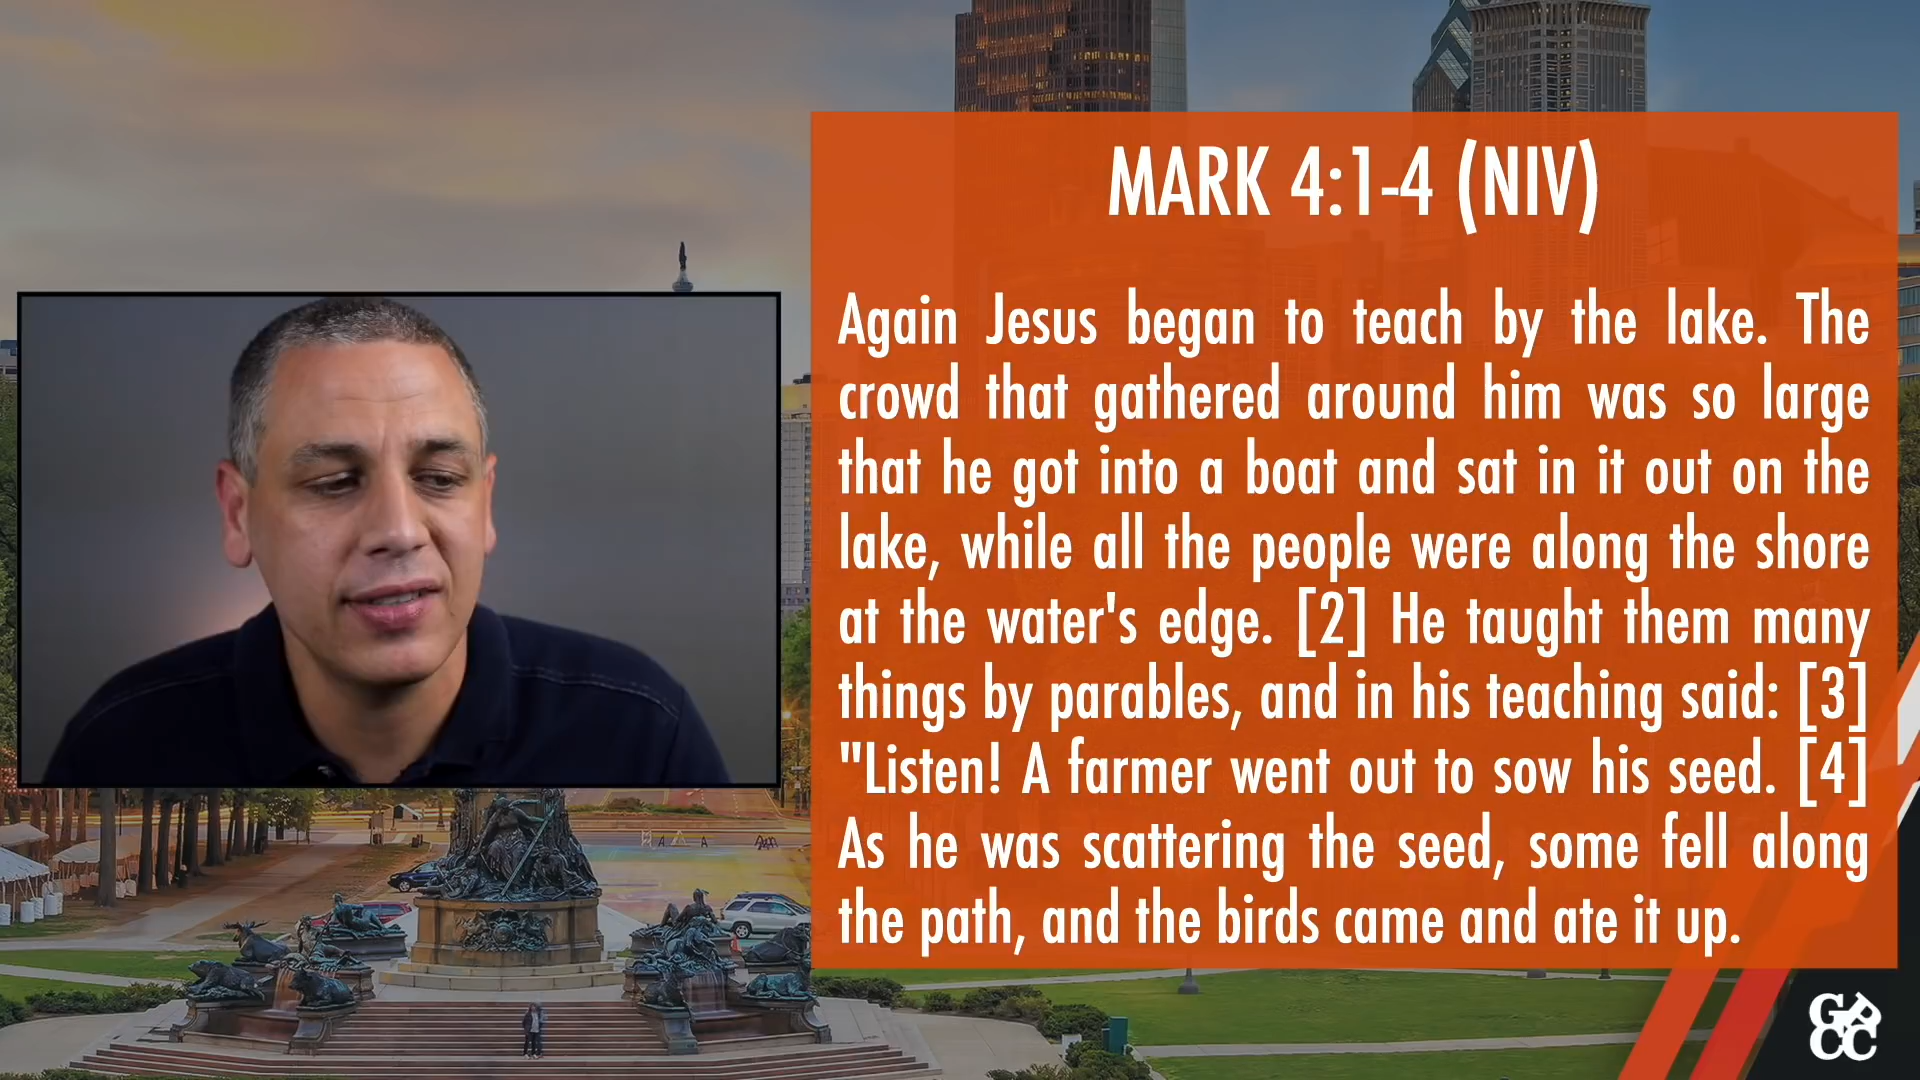 MARK 4:1-4 (NIV)
Again Jesus began to teach by the lake. The
crowd that gathered around him was so large
that he got into a boat and sat in it out on the
lake, while all the people were along the shore
at the water's edge. [2] He taught them many
things by parables, and in his teaching said: [3]
"Listen! A farmer went out to sow his seed. [4]
As he was scattering the seed, some fell along
the path, and the birds came and ate it up.
GP
CC